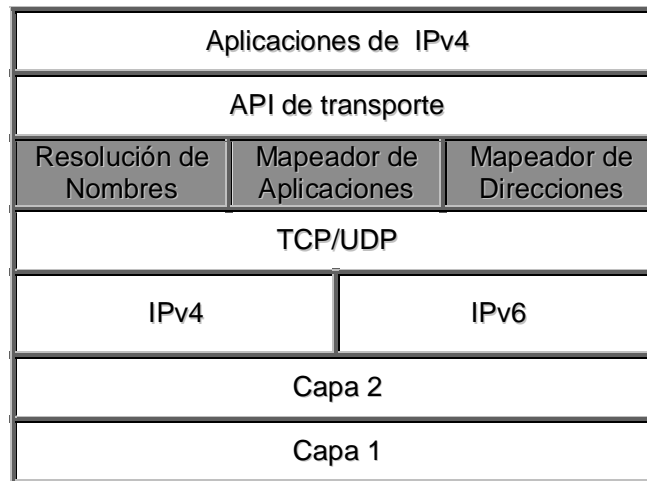 Aplicaciones de IPv4
API de transporte
Resolución de
Nombres
Mapeador de
Aplicaciones
Mapeador de
Direcciones
TCP/UDP
IPv4
IPv6
Capa 2
Capa 1